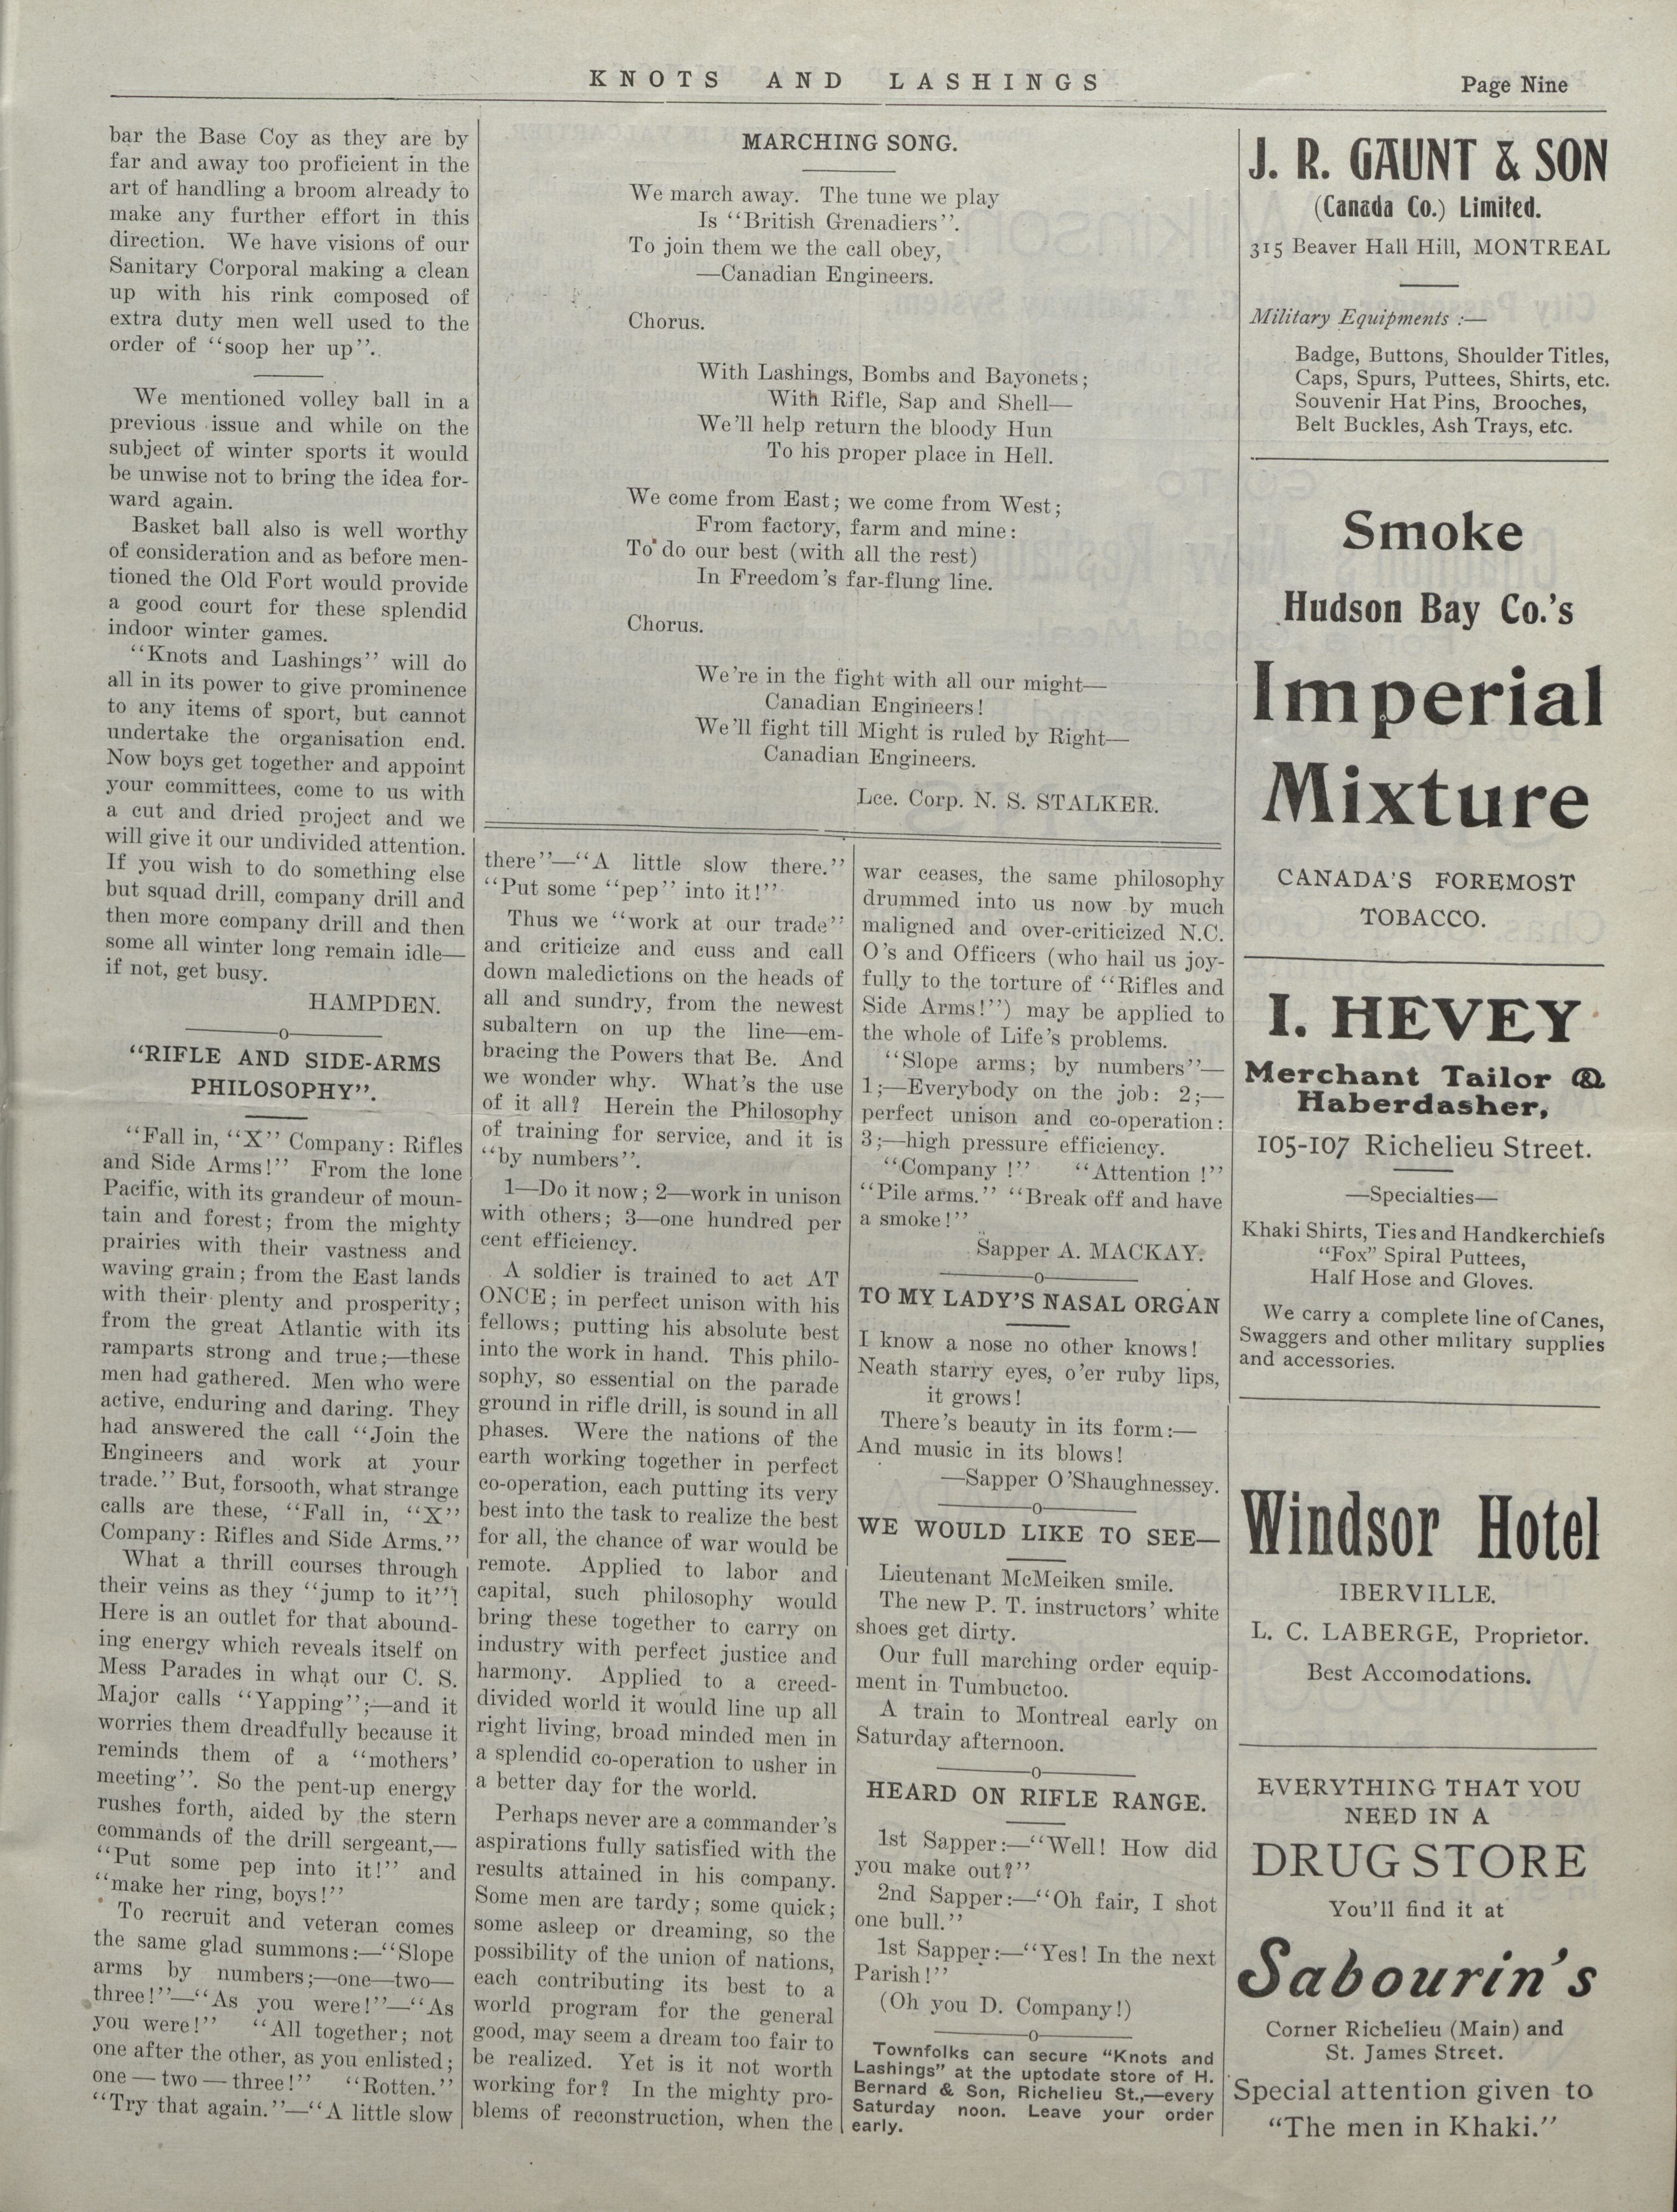 KNOTS AND LASHINGS
Page Nine
bar the Base Coy as they are by
far and away too proficient in the
art of handling a broom already to
make any further effort in this
direction. We have visions of our
Sanitary Corporal making a clean
up with his rink composed of
extra duty men well used to the
order of "soop her up"..
We mentioned volley ball in a
previous issue and while on the
subject of winter sports it would
be unwise not to bring the idea for-
ward again.
Basket ball also is well worthy
of consideration and as before men-
tioned the Old Fort would provide
a good court for these splendid
indoor winter games.
"Knots and Lashings" will do
all in its power to give prominence
to any items of sport, but cannot
undertake the organisation end.
Now boys get together and appoint
your committees, come to us with
a cut and dried project and we
will give it our undivided attention.
If you wish to do something else
but squad drill, company drill and
then more company drill and then
some all winter long remain idle—
if not, get busy.
HAMPDEN.
"RIFLE AND SIDE-ARMS
PHILOSOPHY".
"Fall in, "X" Company: Rifles
and Side Arms!" From the lone
Pacific, with its grandeur of moun-
tain and forest; from the mighty
prairies with their vastness and
waving grain; from the East lands
with their plenty and prosperity;
from the great Atlantic with its
ramparts strong and true;—these
men had gathered. Men who were
active, enduring and daring. They
had answered the call "Join the
Engineers and work at your
trade." But, forsooth, what strange
calls are these, "Fall in, "X"
Company: Rifles and Side Arms."
What a thrill courses through
their veins as they "jump to it"!
Here is an outlet for that abound-
ing energy which reveals itself on
Mess Parades in what our C. S.
Major calls "Yapping";—and it
worries them dreadfully because it
reminds them of a "mothers'
meeting". So the pent-up energy
rushes forth, aided by the stern
commands of the drill sergeant,—
"Put some pep into it!" and
"make her ring, boys!"
To recruit and veteran comes
the same glad summons:—"Slope
arms by numbers;—one—two—
three!"—"As you were!"—"As
you were!" "All together; not
one after the other, as you enlisted;
one — two — three!" "Rotten."
"Try that again."—"A little slow
MARCHING SONG.
We march away. The tune we play
Is "British Grenadiers".
To join them we the call obey,
—Canadian Engineers.
Chorus.
With Lashings, Bombs and Bayonets;
With Rifle, Sap and Shell—
We'll help return the bloody Hun
To his proper place in Hell.
We come from East; we come from West;
From factory, farm and mine:
To do our best (with all the rest)
In Freedom's far-flung line.
Chorus.
We're in the fight with all our might—
Canadian Engineers!
We'll fight till Might is ruled by Right—
Canadian Engineers.
Lce. Corp. N. S. STALKER.
there"—"A little slow there."
"Put some "pep" into it!"
Thus we "work at our trade"
and criticize and cuss and call
down maledictions on the heads of
all and sundry, from the newest
subaltern on up the line—em-
bracing the Powers that Be. And
we wonder why. What's the use
of it all? Herein the Philosophy
of training for service, and it is
"by numbers".
1—Do it now; 2—work in unison
with others; 3—one hundred per
cent efficiency.
A soldier is trained to act AT
ONCE; in perfect unison with his
fellows; putting his absolute best
into the work in hand. This philo-
sophy, so essential on the parade
ground in rifle drill, is sound in all
phases. Were the nations of the
earth working together in perfect
co-operation, each putting its very
best into the task to realize the best
for all, the chance of war would be
remote. Applied to labor and
capital, such philosophy would
bring these together to carry on
industry with perfect justice and
harmony. Applied to a creed-
divided world it would line up all
right living, broad minded men in
a splendid co-operation to usher in
a better day for the world.
Perhaps never are a commander's
aspirations fully satisfied with the
results attained in his company.
Some men are tardy; some quick;
some asleep or dreaming, so the
possibility of the union of nations,
each contributing its best to a
world program for the general
good, may seem a dream too fair to
be realized. Yet is it not worth
working for? In the mighty pro-
blems of reconstruction, when the
war ceases, the same philosophy
drummed into us now by much
maligned and over-criticized N.C.
O's and Officers (who hail us joy-
fully to the torture of "Rifles and
Side Arms!") may be applied to
the whole of Life's problems.
"Slope arms; by numbers"—
1;—Everybody on the job: 2;—
perfect unison and co-operation:
3;—high pressure efficiency.
"Company !" "Attention !"
"Pile arms." "Break off and have
a smoke!"
Sapper A. MACKAY.
TO MY LADY'S NASAL ORGAN
I know a nose no other knows!
Neath starry eyes, o'er ruby lips,
it grows!
There's beauty in its form:—
And music in its blows!
—Sapper O'Shaughnessey.
WE WOULD LIKE TO SEE—
Lieutenant McMeiken smile.
The new P. T. instructors' white
shoes get dirty.
Our full marching order equip-
ment in Tumbuctoo.
A train to Montreal early on
Saturday afternoon.
HEARD ON RIFLE RANGE.
1st Sapper:—"Well! How did
you make out?"
2nd Sapper:—"Oh fair, I shot
one bull."
1st Sapper:—"Yes! In the next
Parish!"
(Oh you D. Company!)
Townfolks can secure "Knots and
Lashings" at the uptodate store of H.
Bernard & Son, Richelieu St.,—every
Saturday noon. Leave your order
early.
J. R. GAUNT & SON
(Canada Co.) Limited.
315 Beaver Hall Hill, MONTREAL
Military Equipments :—
Badge, Buttons, Shoulder Titles,
Caps, Spurs, Puttees, Shirts, etc.
Souvenir Hat Pins, Brooches,
Belt Buckles, Ash Trays, etc.
Smoke
Hudson Bay Co.'s
Imperial
Mixture
CANADA'S FOREMOST
TOBACCO.
I. HEVEY
Merchant Tailor &
Haberdasher,
105-107 Richelieu Street.
—Specialties—
Khaki Shirts, Ties and Handkerchiefs
"Fox" Spiral Puttees,
Half Hose and Gloves.
We carry a complete line of Canes,
Swaggers and other military supplies
and accessories.
Windsor Hotel
IBERVILLE.
L. C. LABERGE, Proprietor.
Best Accomodations.
EVERYTHING THAT YOU
NEED IN A
DRUG STORE
You'll find it at
Sabourin's
Corner Richelieu (Main) and
St. James Street.
Special attention given to
"The men in Khaki."